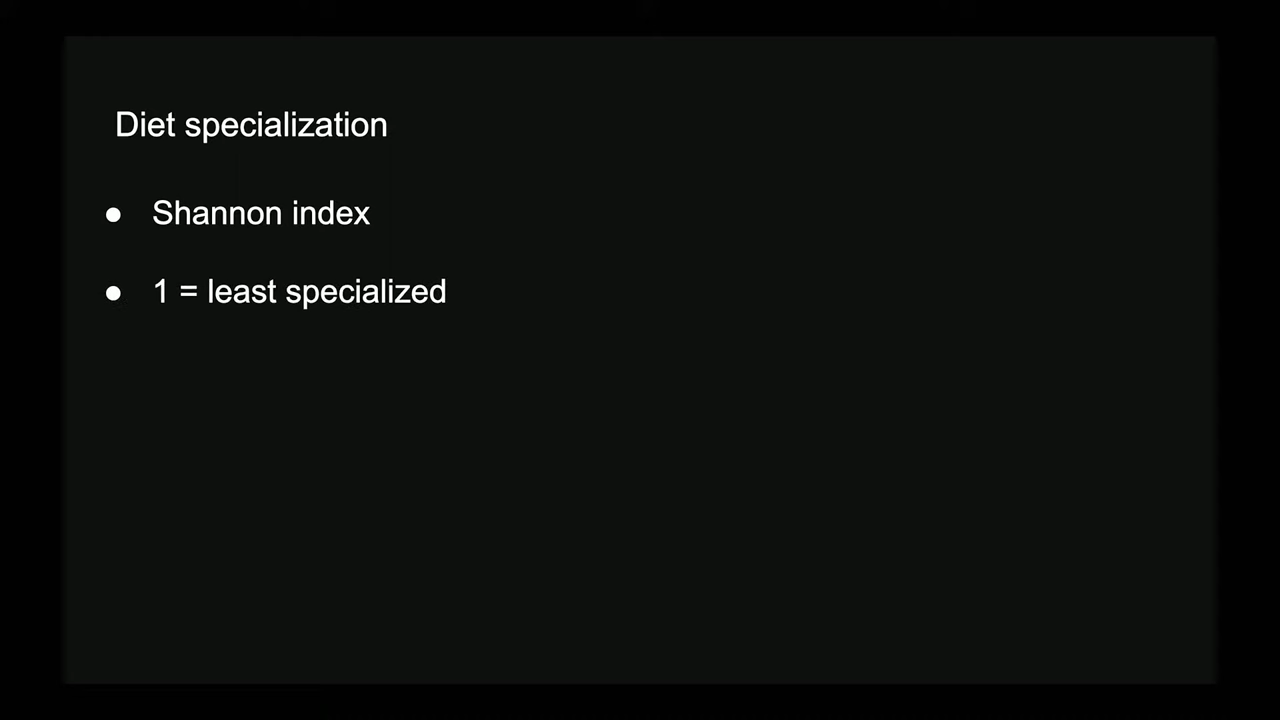 Diet specialization
● Shannon index
● 1 = least specialized